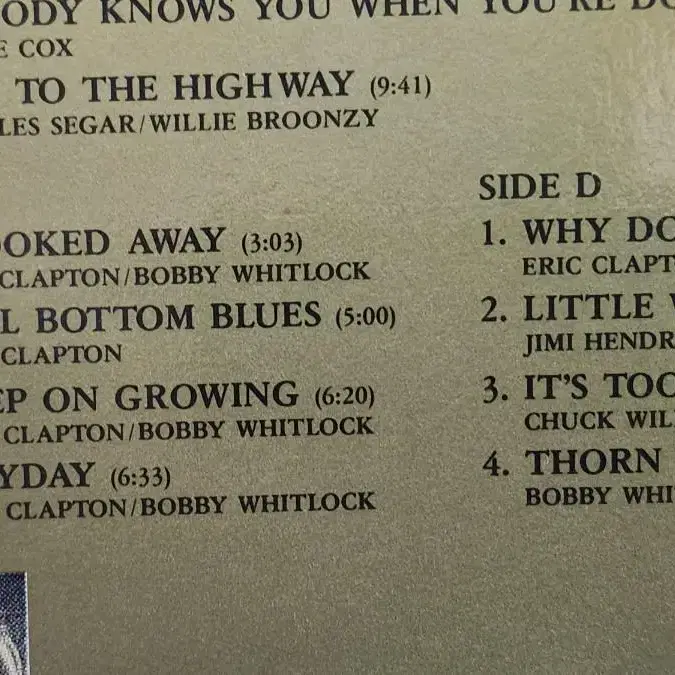 ODY KNOWS YOU WHEN YOU'RE DO
E COX
TO THE HIGHWAY (9:41)
LES SEGAR/WILLIE BROONZY
OOKED AWAY (3:03)
CLAPTON/BOBBY WHITLOCK
L BOTTOM BLUES (5:00)
CLAPTON
EP ON GROWING (6:20)
CLAPTON/BOBBY WHITLOCK
YDAY (6:33)
CLAPTON/BOBBY WHITLOCK
SIDE D
1. WHY DO
ERIC CLAPT
2. LITTLE
JIMI HENDR
3. IT'S TOO
CHUCK WIL
4. THORN
BOBBY WHI